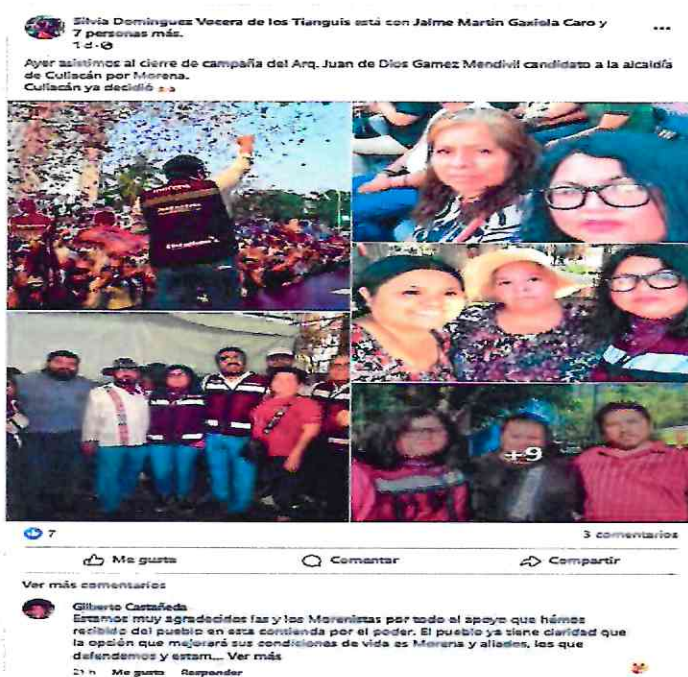 Silvia Dominguez Vocera de los Tianguis está con Jaime Martin Gaxiola Caro y
7 personas más.
1 d
Ayer asistimos al cierre de campaña del Arq. Juan de Dios Gamez Mendivil candidato a la alcaldía
de Culiacán por Morena.
Culiacán ya decidió
morena
+9
7
3 comentarios
Me gusta
Comentar
Compartir
Ver más comentarios
Gilberto Castañeda
Estamos muy agradecidos las y los Morenistas por todo el apoyo que hémos
recibido del pueblo en esta contienda por el poder. El pueblo ya tiene claridad que
la opción que mejorará sus condiciones de vida es Morena y aliados, los que
defendemos y estam... Ver más
21 h Me gusta Responder